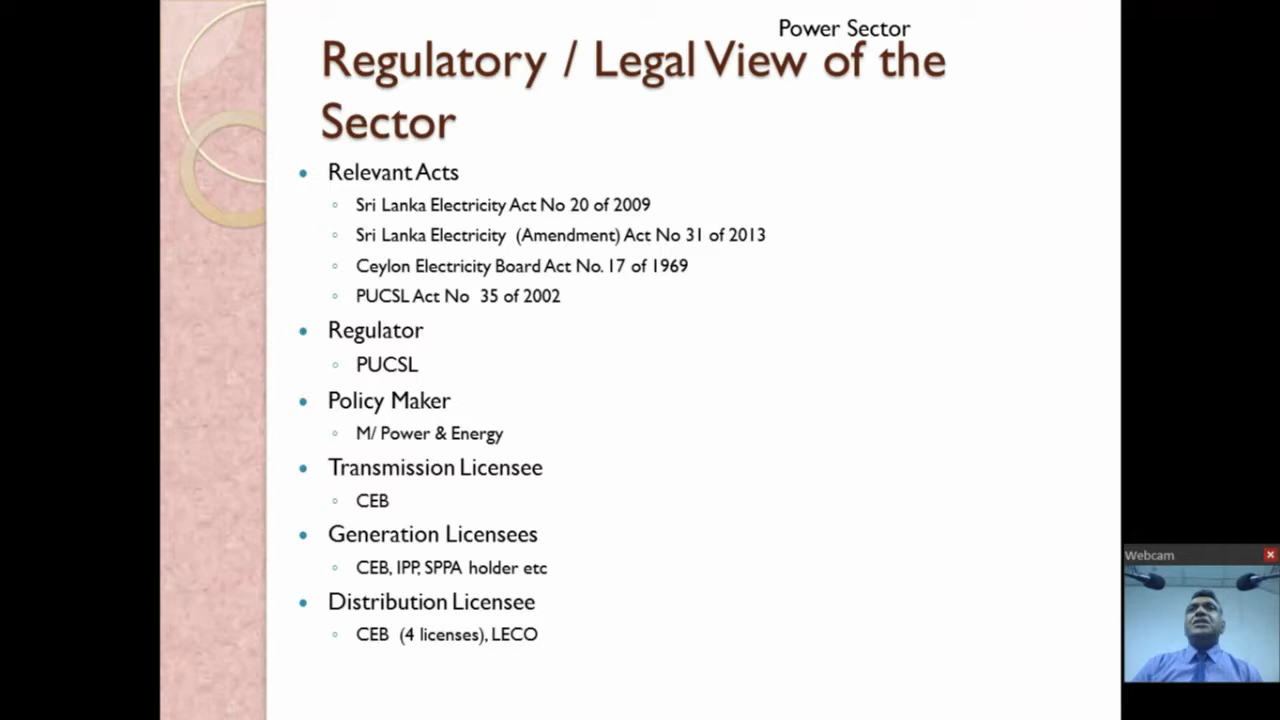 Power Sector
Regulatory / Legal View of the
Sector
Relevant Acts
Sri Lanka Electricity Act No 20 of 2009
Sri Lanka Electricity (Amendment) Act No 31 of 2013
Ceylon Electricity Board Act No. 17 of 1969
PUCSL Act No 35 of 2002
Regulator
PUCSL
Policy Maker
M/ Power & Energy
Transmission Licensee
CEB
Generation Licensees
CEB, IPP, SPPA holder etc
Distribution Licensee
CEB (4 licenses), LECO
Webcam